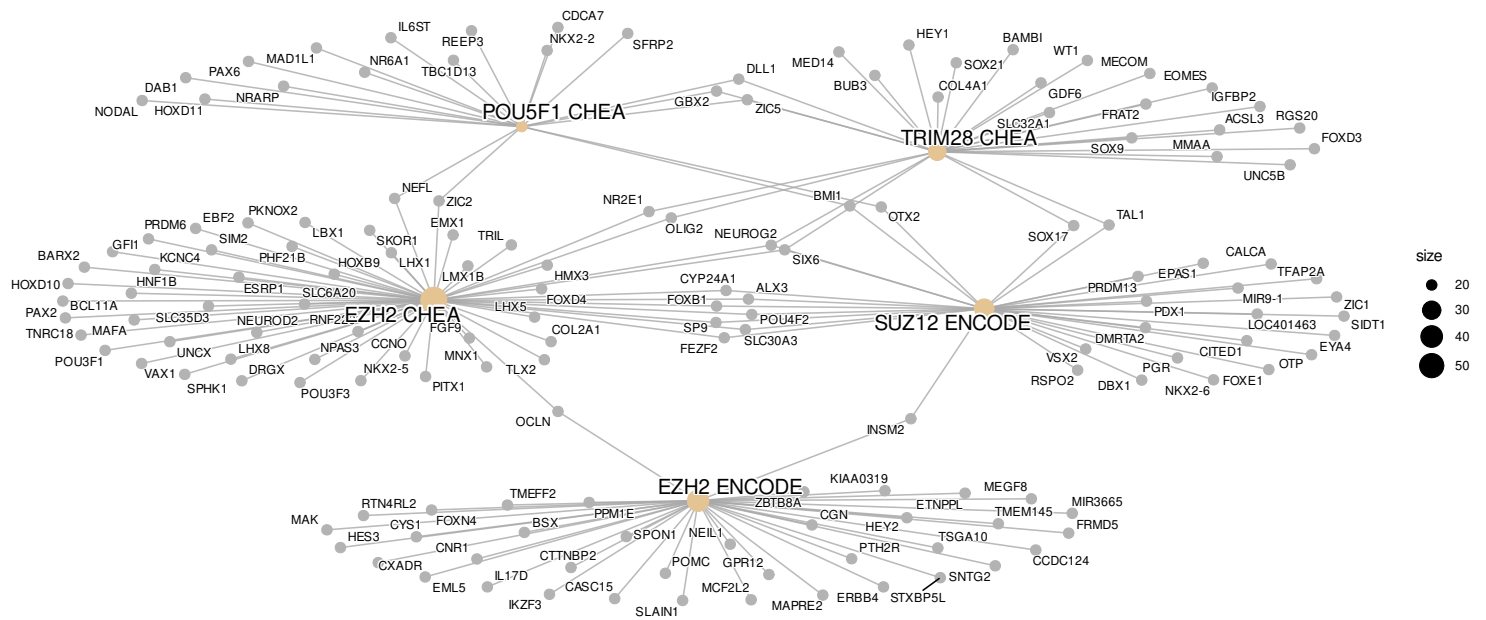 CDCA7
IL6ST
REEP3
NKX2-2
SFRP2
HEY1
BAMBI
MAD1L1
NR6A1
TBC1D13
WT1
MED14
SOX21
MECOM
PAX6
DLL1
BUB3
COL4A1
EOMES
DAB1
NRARP
GBX2
ZIC5
GDF6
IGFBP2
NODAL
HOXD11
POU5F1 CHEA
SLC32A1
FRAT2
ACSL3
RGS20
TRIM28 CHEA
FOXD3
SOX9
MMAA
UNC5B
NEFL
ZIC2
NR2E1
BMI1
OTX2
TAL1
PKNOX2
EBF2
PRDM6
LBX1
EMX1
OLIG2
SOX17
GFI1
SIM2
SKOR1
TRIL
NEUROG2
BARX2
KCNC4
PHF21B
HOXB9
LHX1
SIX6
CALCA
HOXD10
HNF1B
ESRP1
LMX1B
HMX3
CYP24A1
ALX3
EPAS1
TFAP2A
size
20
PAX2
BCL11A
SLC6A20
FOXD4
FOXB1
PRDM13
MIR9-1
ZIC1
LHX5
30
TNRC18
MAFA
SLC35D3
NEUROD2
EZH2 CHEA
FGF9
COL2A1
SP9
POU4F2
SUZ12 ENCODE
PDX1
LOC401463
SIDT1
40
POU3F1
UNCX
LHX8
NPAS3
CCNO
MNX1
FEZF2
SLC30A3
VSX2
DMRTA2
CITED1
EYA4
50
VAX1
SPHK1
DRGX
POU3F3
NKX2-5
PITX1
TLX2
RSPO2
DBX1
PGR
NKX2-6
FOXE1
OTP
OCLN
INSM2
EZH2 ENCODE
KIAA0319
MEGF8
RTN4RL2
TMEFF2
ZBTB8A
ETNPPL
MIR3665
MAK
CYS1
FOXN4
BSX
PPM1E
CGN
HEY2
TMEM145
FRMD5
HES3
CNR1
SPON1
NEIL1
TSGA10
CXADR
CTTNBP2
POMC
GPR12
PTH2R
CCDC124
EML5
IL17D
CASC15
MCF2L2
SNTG2
IKZF3
SLAIN1
MAPRE2
ERBB4
STXBP5L